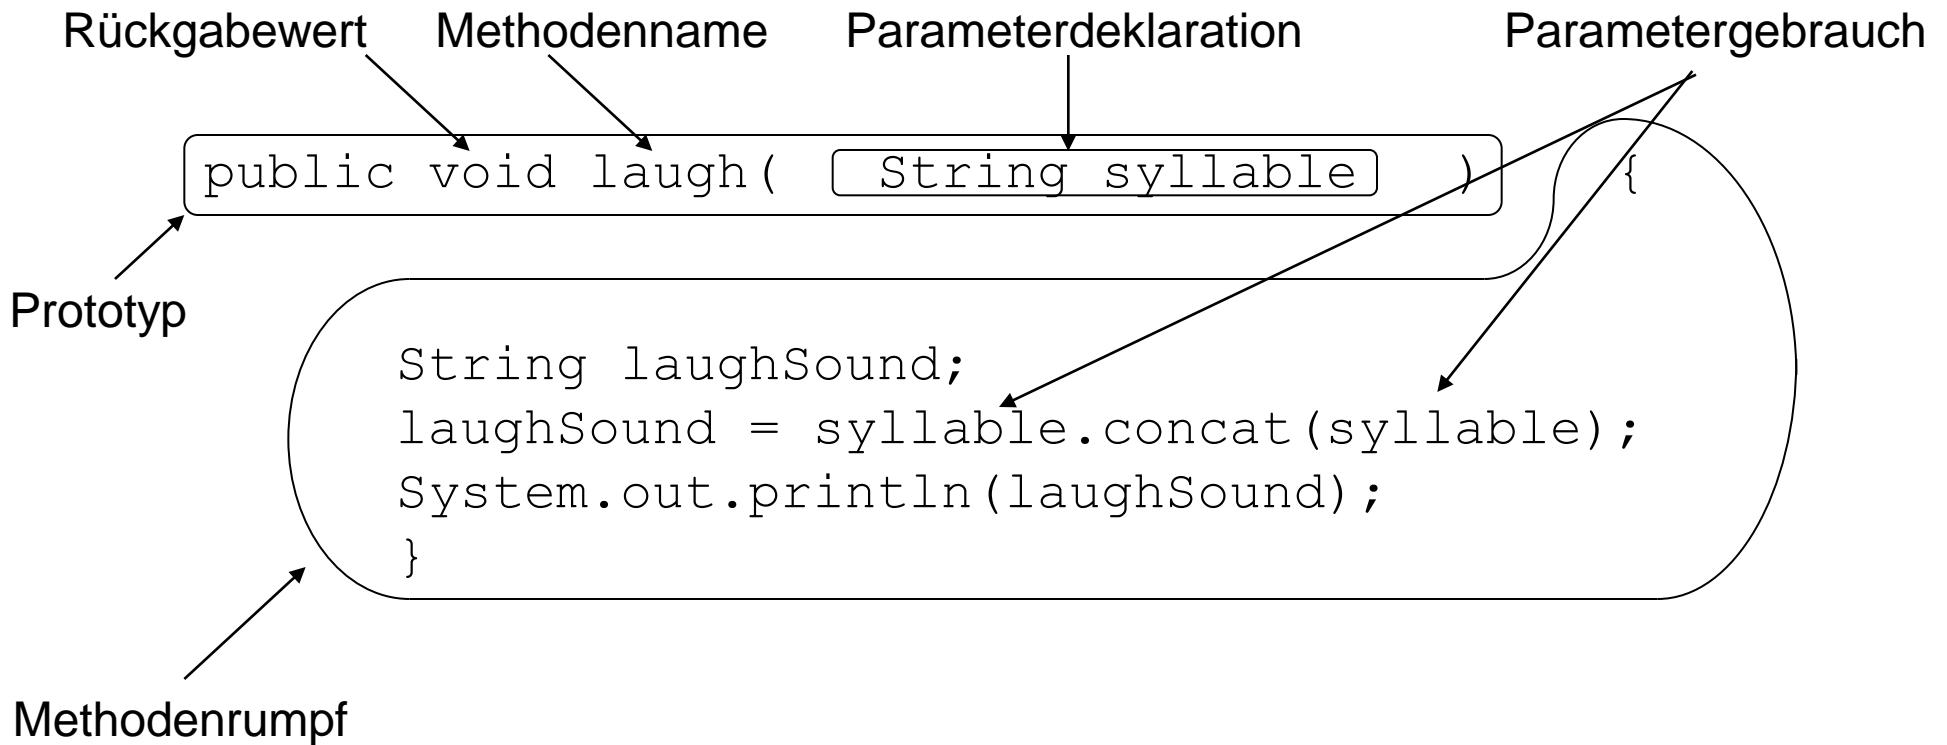 Rückgabewert Methodenname Parameterdeklaration Parametergebrauch
public void laugh( String syllable ) {
Prototyp
String laughSound;
laughSound = syllable.concat(syllable);
System.out.println(laughSound);
}
Methodenrumpf